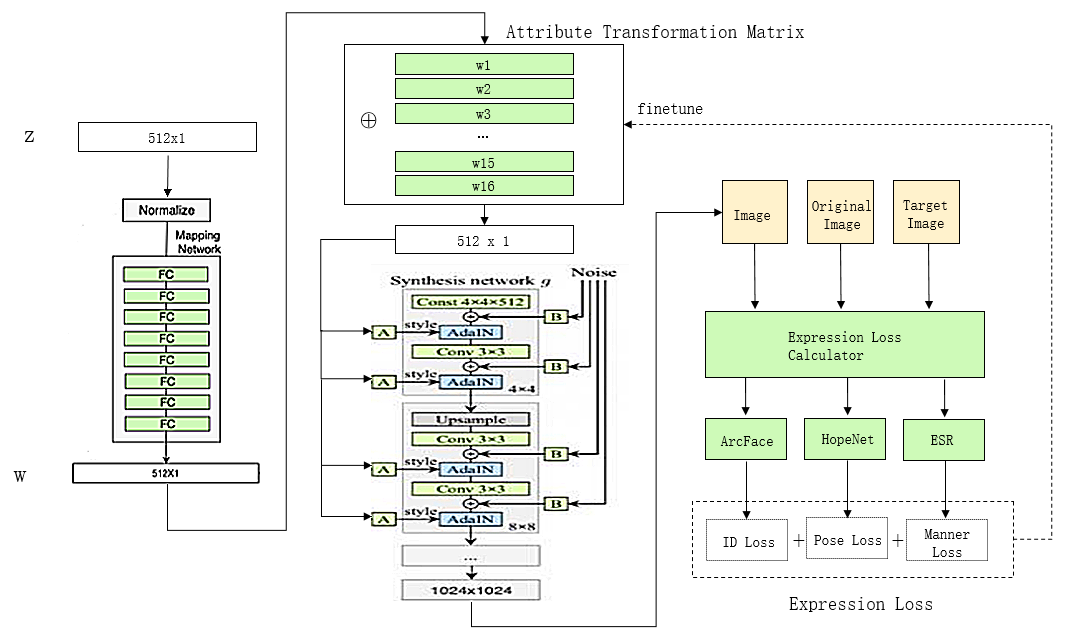 Attribute Transformation Matrix
w1
w2
w3
...
w15
w16
⊕
finetune
Z
512x1
Normalize
Mapping
Network
FC
FC
FC
FC
FC
FC
FC
FC
W
512X1
512 x 1
Synthesis network g
Noise
Const 4×4×512
B
A
style
AdaIN
Conv 3×3
B
A
style
AdaIN
4×4
Upsample
Conv 3×3
B
A
style
AdaIN
Conv 3×3
B
A
style
AdaIN
8×8
...
1024x1024
Image
Original
Image
Target
Image
Expression Loss
Calculator
ArcFace
HopeNet
ESR
ID Loss
+
Pose Loss
+
Manner
Loss
Expression Loss